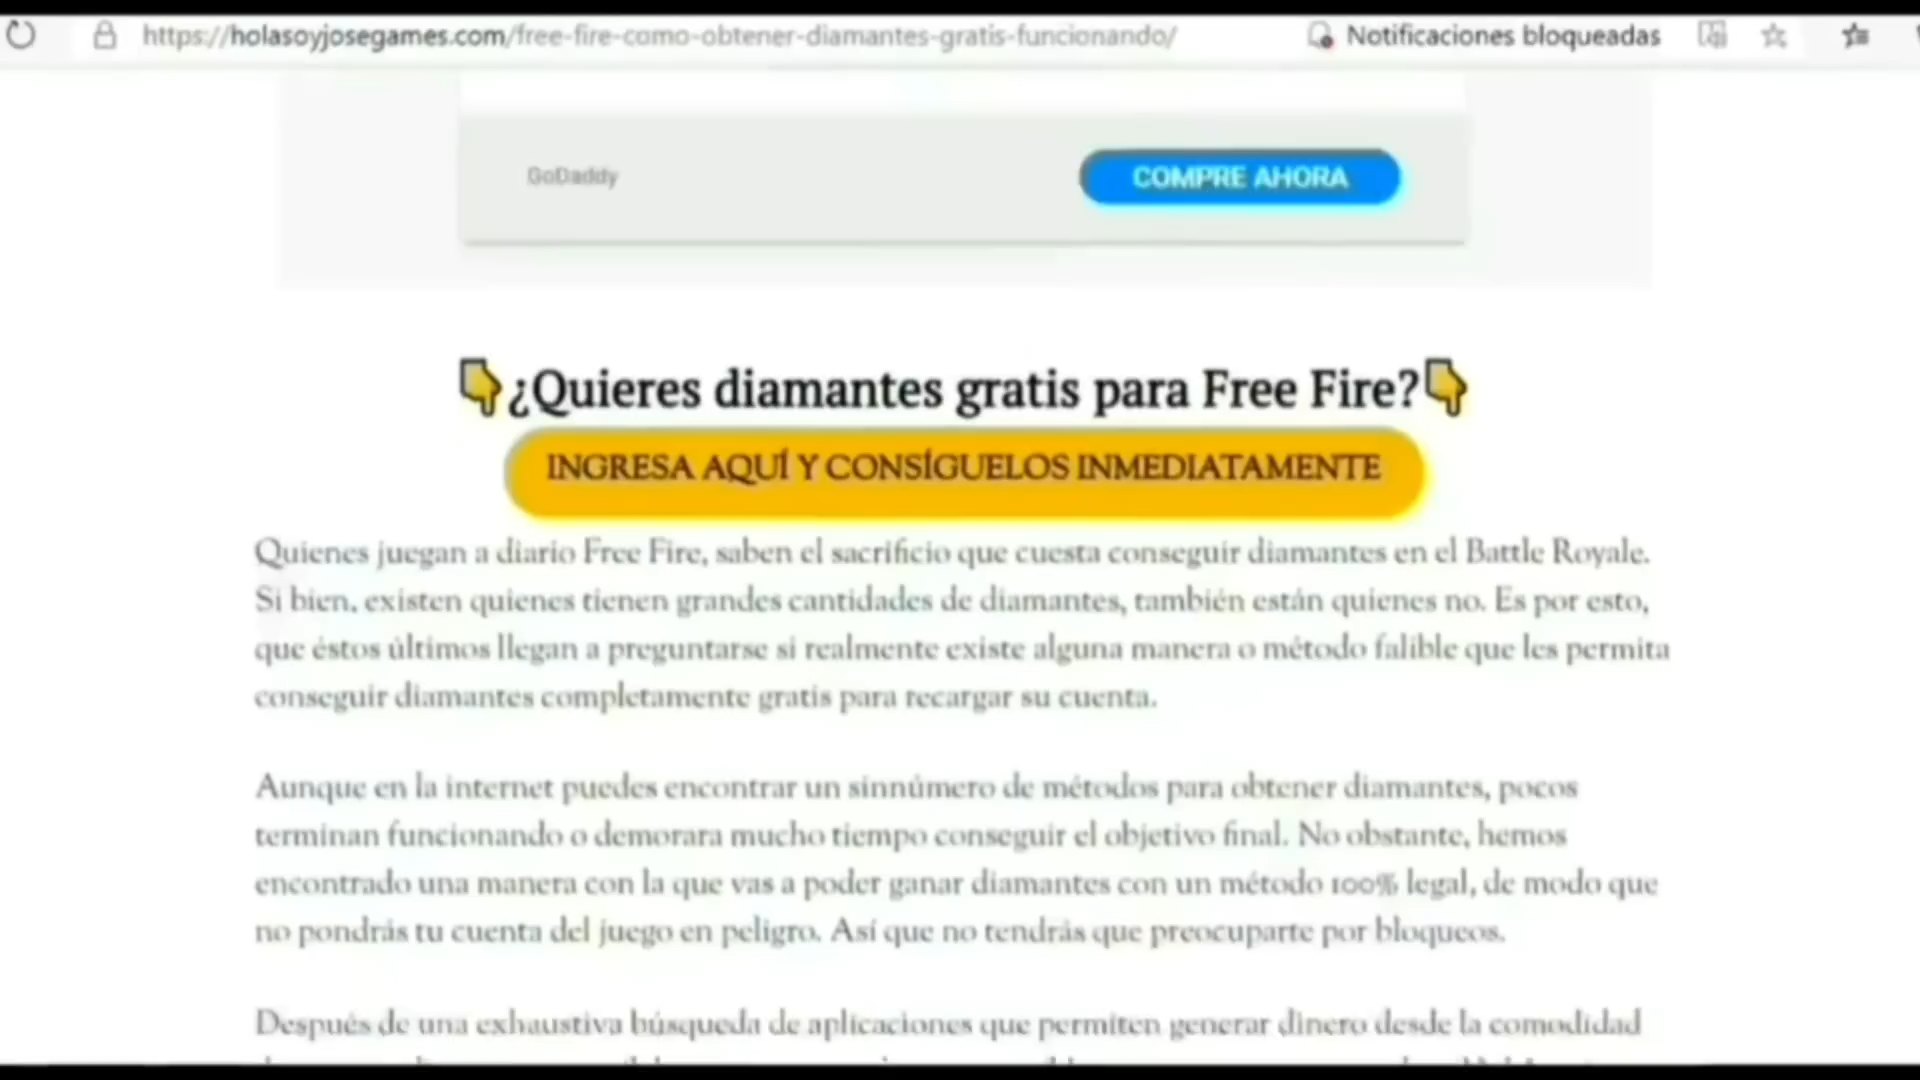 https://holasoyjosegames.com/free-fire-como-obtener-diamantes-gratis-funcionando/
Notificaciones bloqueadas
GoDaddy
COMPRE AHORA
¿Quieres diamantes gratis para Free Fire?
INGRESA AQUÍ Y CONSÍGUELOS INMEDIATAMENTE
Quienes juegan a diario Free Fire, saben el sacrificio que cuesta conseguir diamantes en el Battle Royale.
Si bien, existen quienes tienen grandes cantidades de diamantes, también están quienes no. Es por esto,
que éstos últimos llegan a preguntarse si realmente existe alguna manera o método falible que les permita
conseguir diamantes completamente gratis para recargar su cuenta.
Aunque en la internet puedes encontrar un sinnúmero de métodos para obtener diamantes, pocos
terminan funcionando o demorara mucho tiempo conseguir el objetivo final. No obstante, hemos
encontrado una manera con la que vas a poder ganar diamantes con un método 100% legal, de modo que
no pondrás tu cuenta del juego en peligro. Así que no tendrás que preocuparte por bloqueos.
Después de una exhaustiva búsqueda de aplicaciones que permiten generar dinero desde la comodidad